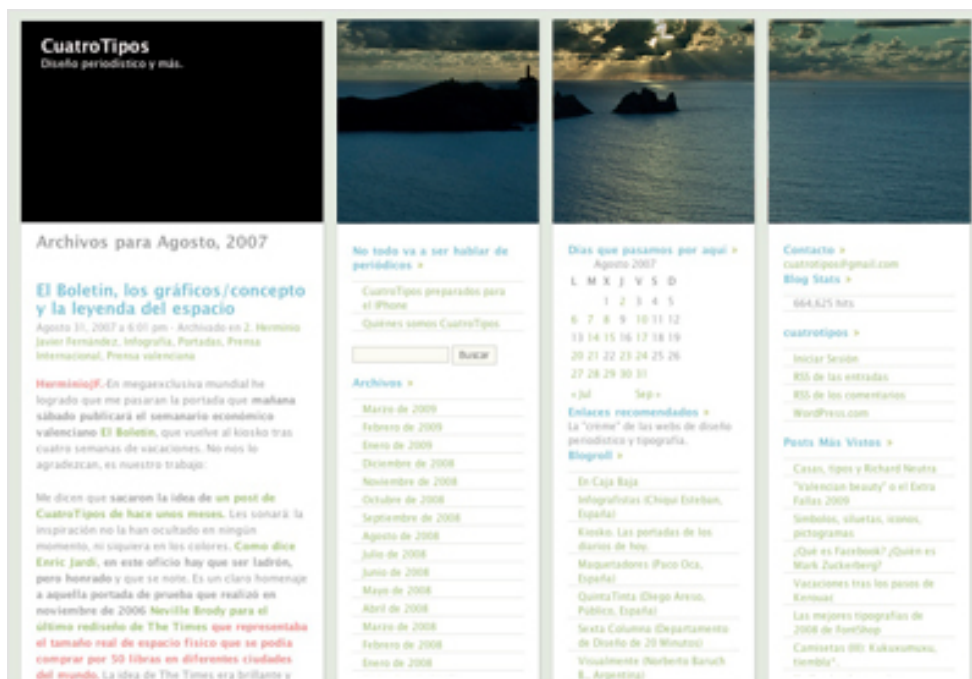 CuatroTipos
Diseño periodístico y más.
Archivos para Agosto, 2007
El Boletín, los gráficos/concepto
y la leyenda del espacio
Agosto 31, 2007 a 6:01 pm · Archivado en 2. Herminio
Javier Fernández, Infografía, Portadas, Prensa
Internacional, Prensa valenciana
HerminioJF.-En megaexclusiva mundial he
logrado que me pasaran la portada que mañana
sábado publicará el semanario económico
valenciano El Boletín, que vuelve al kiosko tras
cuatro semanas de vacaciones. No nos lo
agradezcan, es nuestro trabajo:
Me dicen que sacaron la idea de un post de
CuatroTipos de hace unos meses. Les sonará: la
inspiración no la han ocultado en ningún
momento, ni siquiera en los colores. Como dice
Enric Jardí, en este oficio hay que ser ladrón,
pero honrado y que se note. Es un claro homenaje
a aquella portada de prueba que realizó en
noviembre de 2006 Neville Brody para el
último rediseño de The Times que representaba
el tamaño real de espacio físico que se podía
comprar por 50 libras en diferentes ciudades
del mundo. La idea de The Times era brillante y
No todo va a ser hablar de
periódicos »
CuatroTipos preparados para
el iPhone
Quienes somos CuatroTipos
Buscar
Archivos »
Marzo de 2009
Febrero de 2009
Enero de 2009
Diciembre de 2008
Noviembre de 2008
Octubre de 2008
Septiembre de 2008
Agosto de 2008
Julio de 2008
Junio de 2008
Mayo de 2008
Abril de 2008
Marzo de 2008
Febrero de 2008
Enero de 2008
Días que pasamos por aquí »
Agosto 2007
L M X J V S D
1 2 3 4 5
6 7 8 9 10 11 12
13 14 15 16 17 18 19
20 21 22 23 24 25 26
27 28 29 30 31
« Jul Sep »
Enlaces recomendados »
La "crème" de las webs de diseño
periodístico y tipografía.
Blogroll »
En Caja Baja
Infografistas (Chiqui Esteban,
España)
Kiosko. Las portadas de los
diarios de hoy.
Maquetadores (Paco Oca,
España)
QuintaTinta (Diego Areso,
Público, España)
Sexta Columna (Departamento
de Diseño de 20 Minutos)
Visualmente (Norberto Baruch
B., Argentina)
Contacto »
cuatrotipos@gmail.com
Blog Stats »
664,625 hits
cuatrotipos »
Iniciar Sesión
RSS de las entradas
RSS de los comentarios
WordPress.com
Posts Más Vistos »
Casas, tipos y Richard Neutra
"Valencian beauty" o el Extra
Fallas 2009
Símbolos, siluetas, iconos,
pictogramas
¿Qué es Facebook? ¿Quién es
Mark Zuckerberg?
Vacaciones tras los pasos de
Kerouac
Las mejores tipografías de
2008 de FontShop
Camisetas (III): Kukuxumuxu,
tiembla*.